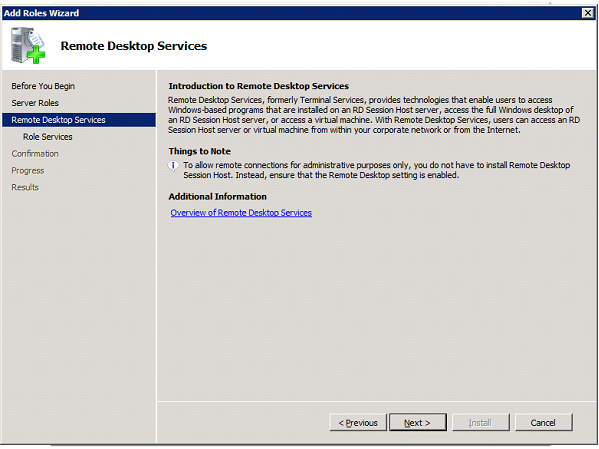 Add Roles Wizard
Remote Desktop Services
Before You Begin
Server Roles
Remote Desktop Services
Role Services
Confirmation
Progress
Results
Introduction to Remote Desktop Services
Remote Desktop Services, formerly Terminal Services, provides technologies that enable users to access
Windows-based programs that are installed on an RD Session Host server, access the full Windows desktop of
an RD Session Host server, or access a virtual machine. With Remote Desktop Services, users can access an RD
Session Host server or virtual machine from within your corporate network or from the Internet.
Things to Note
To allow remote connections for administrative purposes only, you do not have to install Remote Desktop
Session Host. Instead, ensure that the Remote Desktop setting is enabled.
Additional Information
Overview of Remote Desktop Services
< Previous
Next >
Install
Cancel